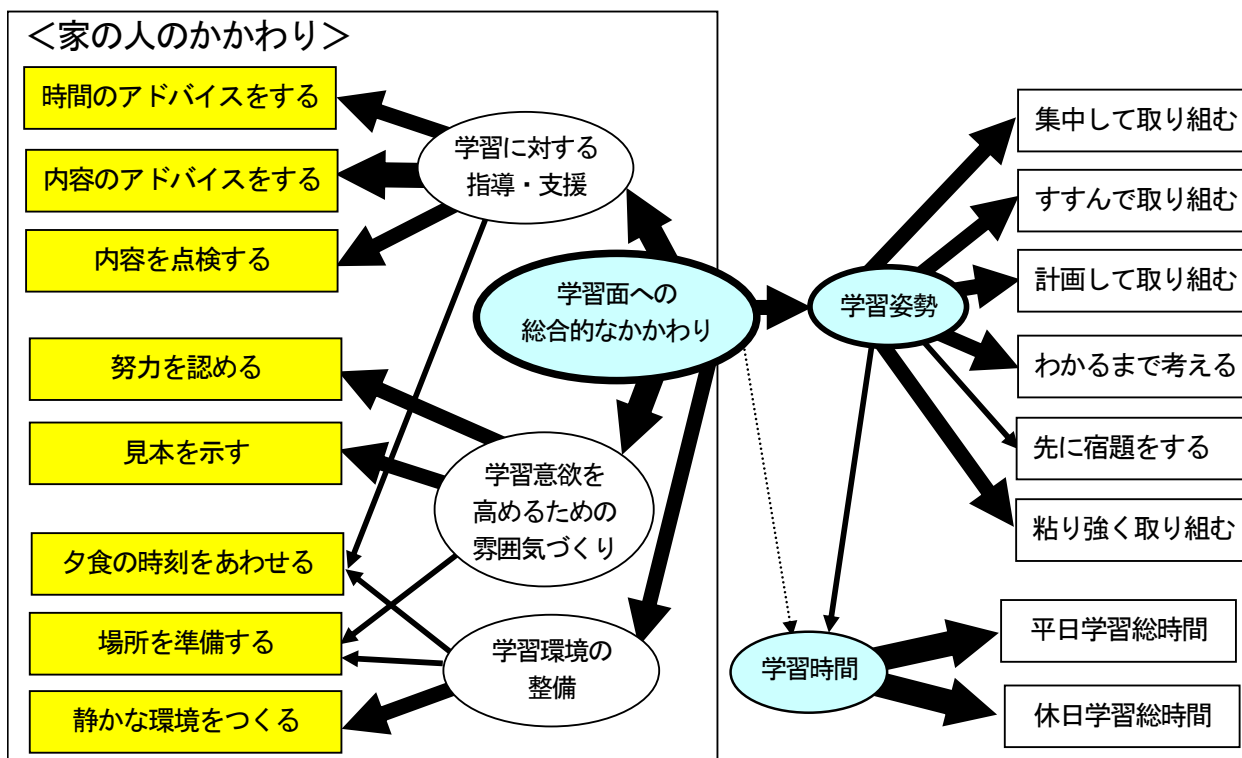 ＜家の人のかかわり＞
時間のアドバイスをする
内容のアドバイスをする
内容を点検する
努力を認める
見本を示す
夕食の時刻をあわせる
場所を準備する
静かな環境をつくる
学習に対する
指導・支援
学習意欲を
高めるための
雰囲気づくり
学習環境の
整備
学習面への
総合的なかかわり
学習姿勢
学習時間
集中して取り組む
すすんで取り組む
計画して取り組む
わかるまで考える
先に宿題をする
粘り強く取り組む
平日学習総時間
休日学習総時間